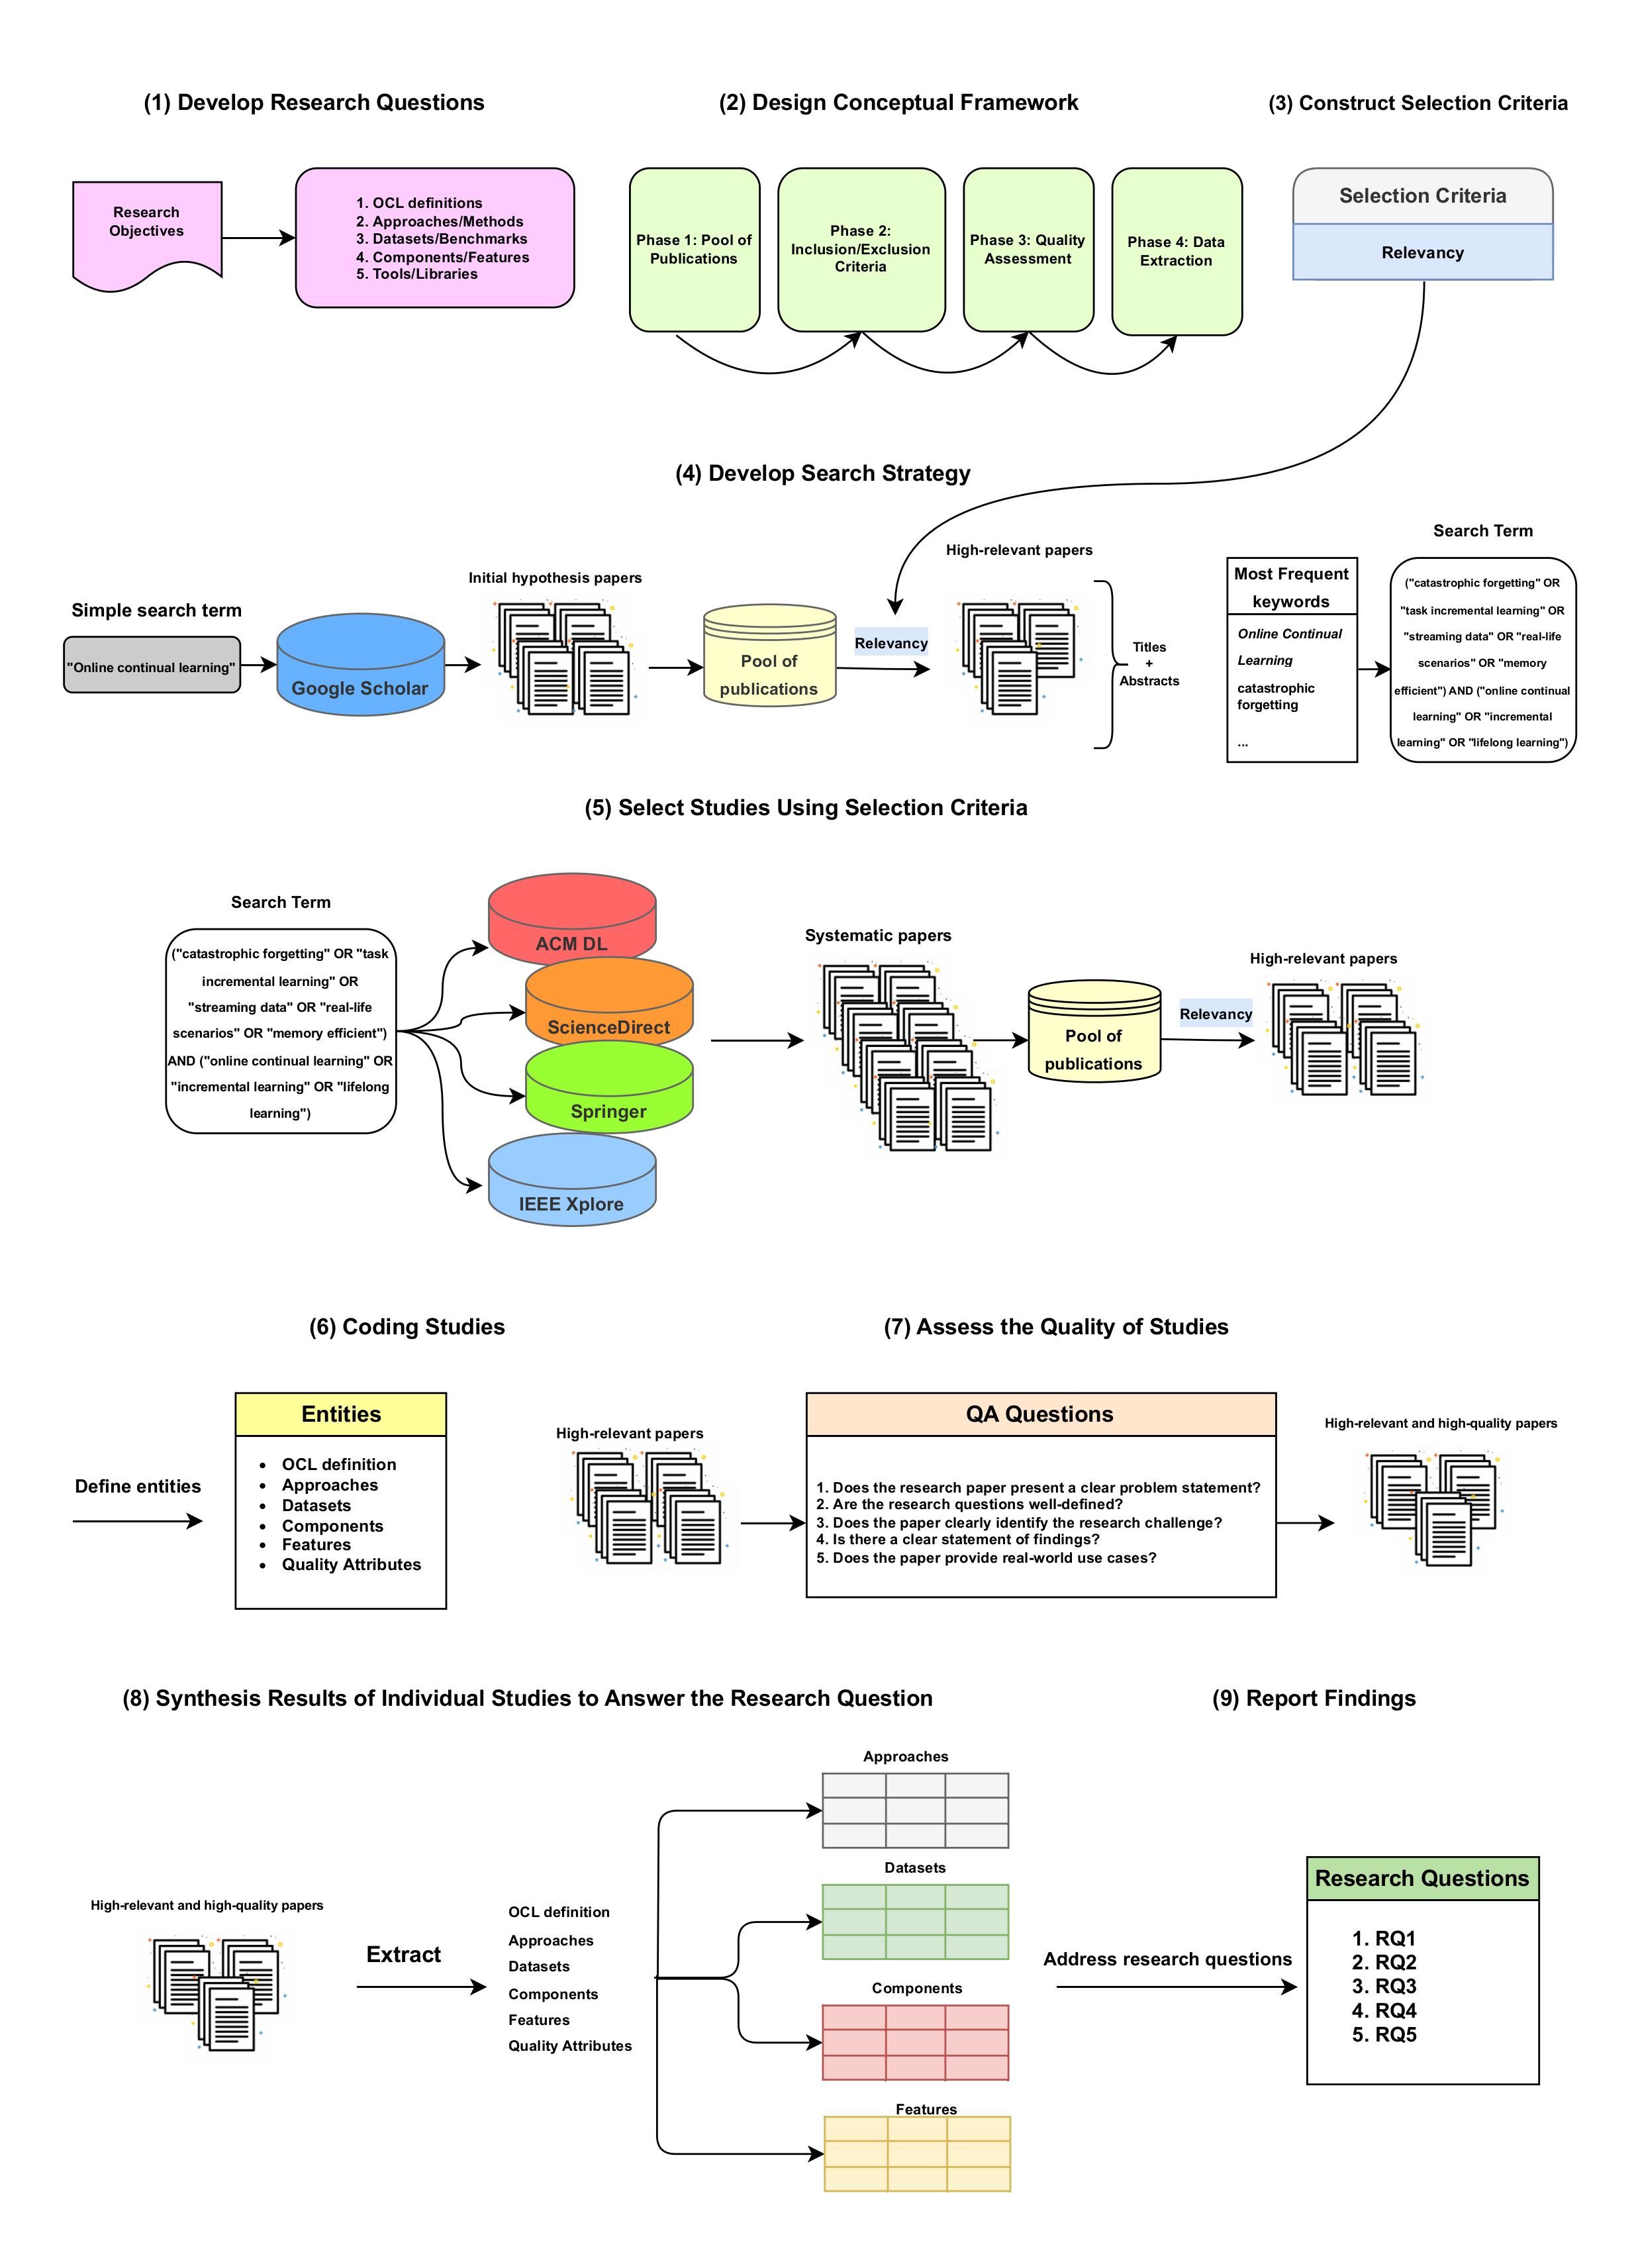 (1) Develop Research Questions
(2) Design Conceptual Framework
(3) Construct Selection Criteria
Research
Objectives
1. OCL definitions
2. Approaches/Methods
3. Datasets/Benchmarks
4. Components/Features
5. Tools/Libraries
Phase 1: Pool of
Publications
Phase 2:
Inclusion/Exclusion
Criteria
Phase 3: Quality
Assessment
Phase 4: Data
Extraction
Selection Criteria
Relevancy
(4) Develop Search Strategy
Simple search term
"Online continual learning"
Google Scholar
Initial hypothesis papers
Pool of
publications
Relevancy
High-relevant papers
Titles
+
Abstracts
Most Frequent
keywords
Online Continual
Learning
catastrophic
forgetting
...
Search Term
("catastrophic forgetting" OR
"task incremental learning" OR
"streaming data" OR "real-life
scenarios" OR "memory
efficient") AND ("online continual
learning" OR "incremental
learning" OR "lifelong learning")
(5) Select Studies Using Selection Criteria
Search Term
("catastrophic forgetting" OR "task
incremental learning" OR
"streaming data" OR "real-life
scenarios" OR "memory efficient")
AND ("online continual learning" OR
"incremental learning" OR "lifelong
learning")
ACM DL
ScienceDirect
Springer
IEEE Xplore
Systematic papers
Pool of
publications
Relevancy
High-relevant papers
(6) Coding Studies
(7) Assess the Quality of Studies
Define entities
Entities
• OCL definition
• Approaches
• Datasets
• Components
• Features
• Quality Attributes
High-relevant papers
QA Questions
1. Does the research paper present a clear problem statement?
2. Are the research questions well-defined?
3. Does the paper clearly identify the research challenge?
4. Is there a clear statement of findings?
5. Does the paper provide real-world use cases?
High-relevant and high-quality papers
(8) Synthesis Results of Individual Studies to Answer the Research Question
(9) Report Findings
High-relevant and high-quality papers
Extract
OCL definition
Approaches
Datasets
Components
Features
Quality Attributes
Approaches
Datasets
Components
Features
Address research questions
Research Questions
1. RQ1
2. RQ2
3. RQ3
4. RQ4
5. RQ5